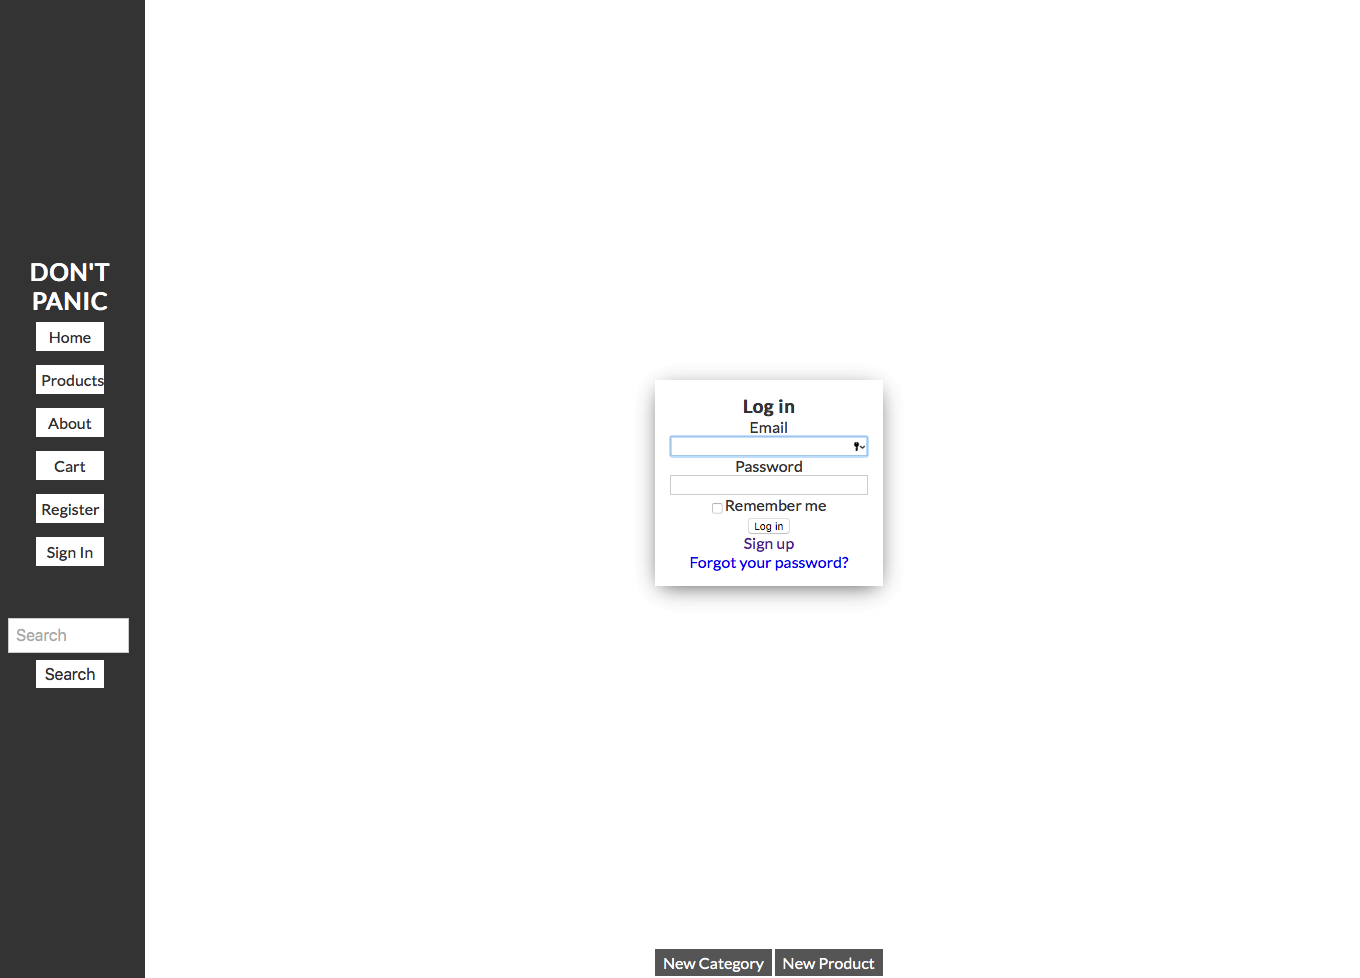 DON'T
PANIC
Home
Products
About
Cart
Register
Sign In
Search
Search
Log in
Email
Password
Remember me
Log in
Sign up
Forgot your password?
New Category
New Product